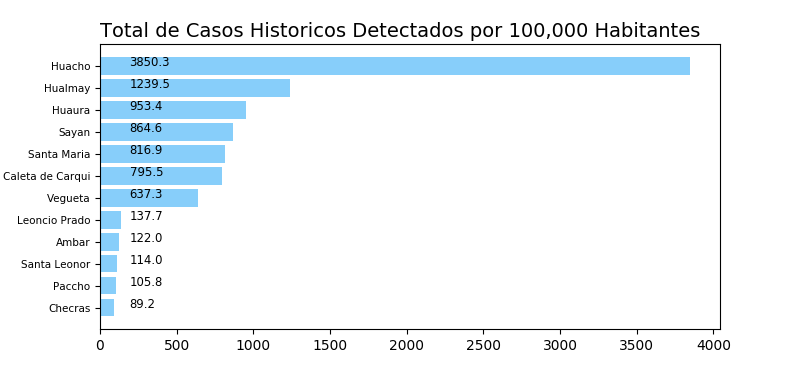 Total de Casos Historicos Detectados por 100,000 Habitantes
Huacho 3850.3
Hualmay 1239.5
Huaura 953.4
Sayan 864.6
Santa Maria 816.9
Caleta de Carqui 795.5
Vegueta 637.3
Leoncio Prado 137.7
Ambar 122.0
Santa Leonor 114.0
Paccho 105.8
Checras 89.2
0 500 1000 1500 2000 2500 3000 3500 4000